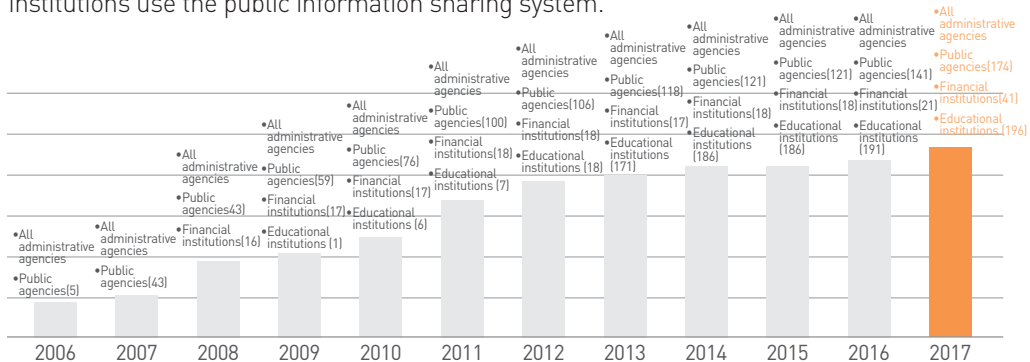 institutions use the public information sharing system.
•All
administrative
agencies
•Public
agencies(5)
•All
administrative
agencies
•Public
agencies(43)
•All
administrative
agencies
•Public
agencies43)
•Financial
institutions(16)
•All
administrative
agencies
•Public
agencies(59)
•Financial
institutions(17)
•Educational
institutions (1)
•All
administrative
agencies
•Public
agencies(76)
•Financial
institutions(17)
•Educational
institutions (6)
•All
administrative
agencies
•Public
agencies(100)
•Financial
institutions(18)
•Educational
institutions (7)
•All
administrative
agencies
•Public
agencies(106)
•Financial
institutions(18)
•Educational
institutions (18)
•All
administrative
agencies
•Public
agencies(118)
•Financial
institutions(17)
•Educational
institutions
(171)
•All
administrative
agencies
•Public
agencies(121)
•Financial
institutions(18)
•Educational
institutions
(186)
•All
administrative
agencies
•Public
agencies(121)
•Financial
institutions(18)
•Educational
institutions
(186)
•All
administrative
agencies
•Public
agencies(141)
•Financial
institutions(21)
•Educational
institutions
(191)
•All
administrative
agencies
•Public
agencies(174)
•Financial
institutions(41)
•Educational
institutions (196)
2006 2007 2008 2009 2010 2011 2012 2013 2014 2015 2016 2017